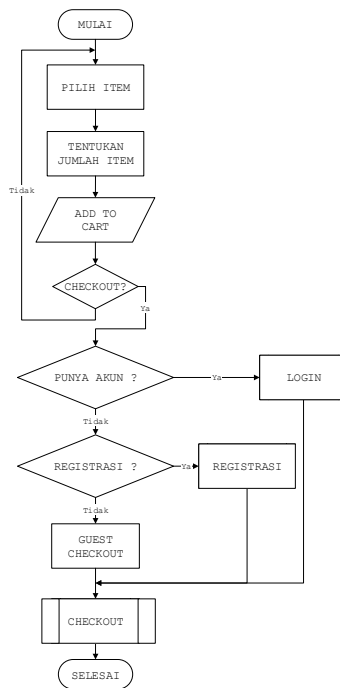 MULAI
PILIH ITEM
TENTUKAN
JUMLAH ITEM
Tidak
ADD TO
CART
CHECKOUT?
Ya
PUNYA AKUN ?
Ya
LOGIN
Tidak
REGISTRASI ?
Ya
REGISTRASI
Tidak
GUEST
CHECKOUT
CHECKOUT
SELESAI